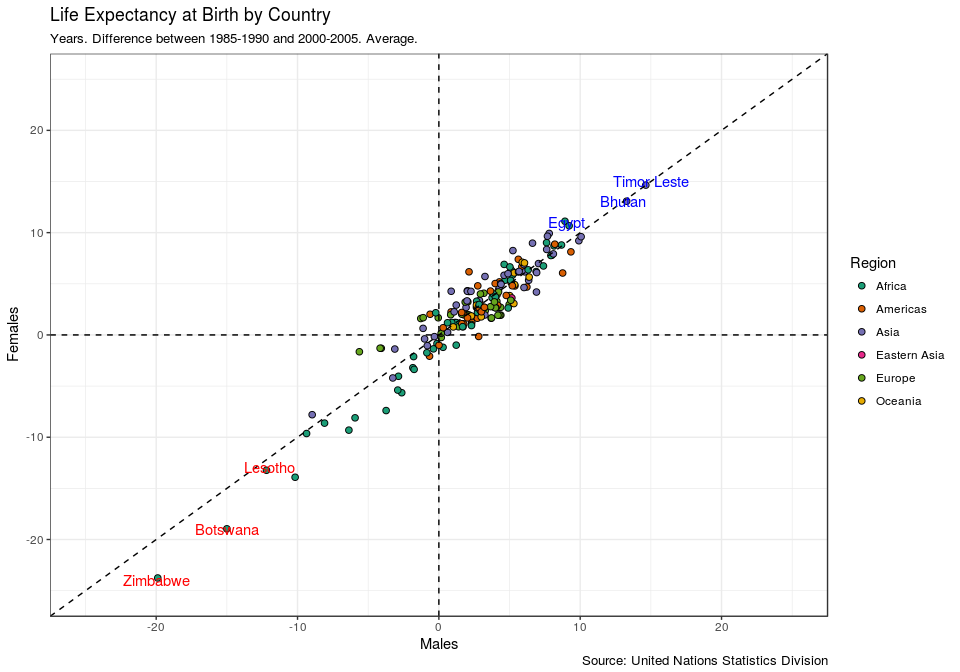 Life Expectancy at Birth by Country
Years. Difference between 1985-1990 and 2000-2005. Average.
Females
20
10
0
-10
-20
Timor Leste
Bhutan
Egypt
Lesotho
Botswana
Zimbabwe
-20
-10
0
10
20
Males
Region
Africa
Americas
Asia
Eastern Asia
Europe
Oceania
Source: United Nations Statistics Division